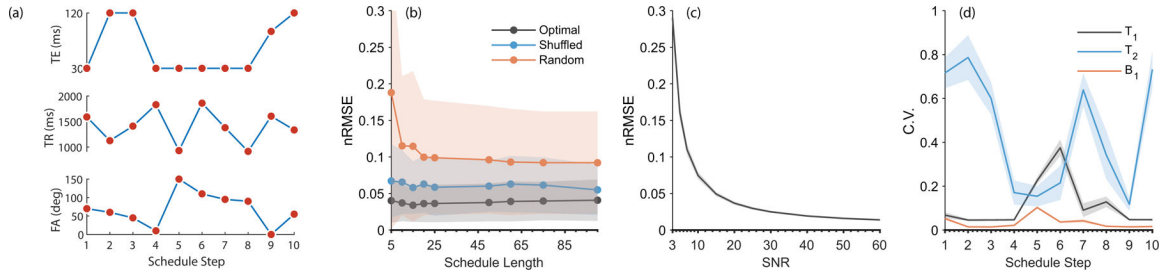 (a)
TE (ms)
120
30
TR (ms)
2000
1000
FA (deg)
150
100
50
0
1 2 3 4 5 6 7 8 9 10
Schedule Step
(b)
nRMSE
0.3
0.25
0.2
0.15
0.1
0.05
0
Optimal
Shuffled
Random
5 15 25 35 45 55 65 75 85
Schedule Length
(c)
nRMSE
0.3
0.25
0.2
0.15
0.1
0.05
0
3 10 20 30 40 50 60
SNR
(d)
C.V.
1
0.8
0.6
0.4
0.2
0
T1
T2
B1
1 2 3 4 5 6 7 8 9 10
Schedule Step